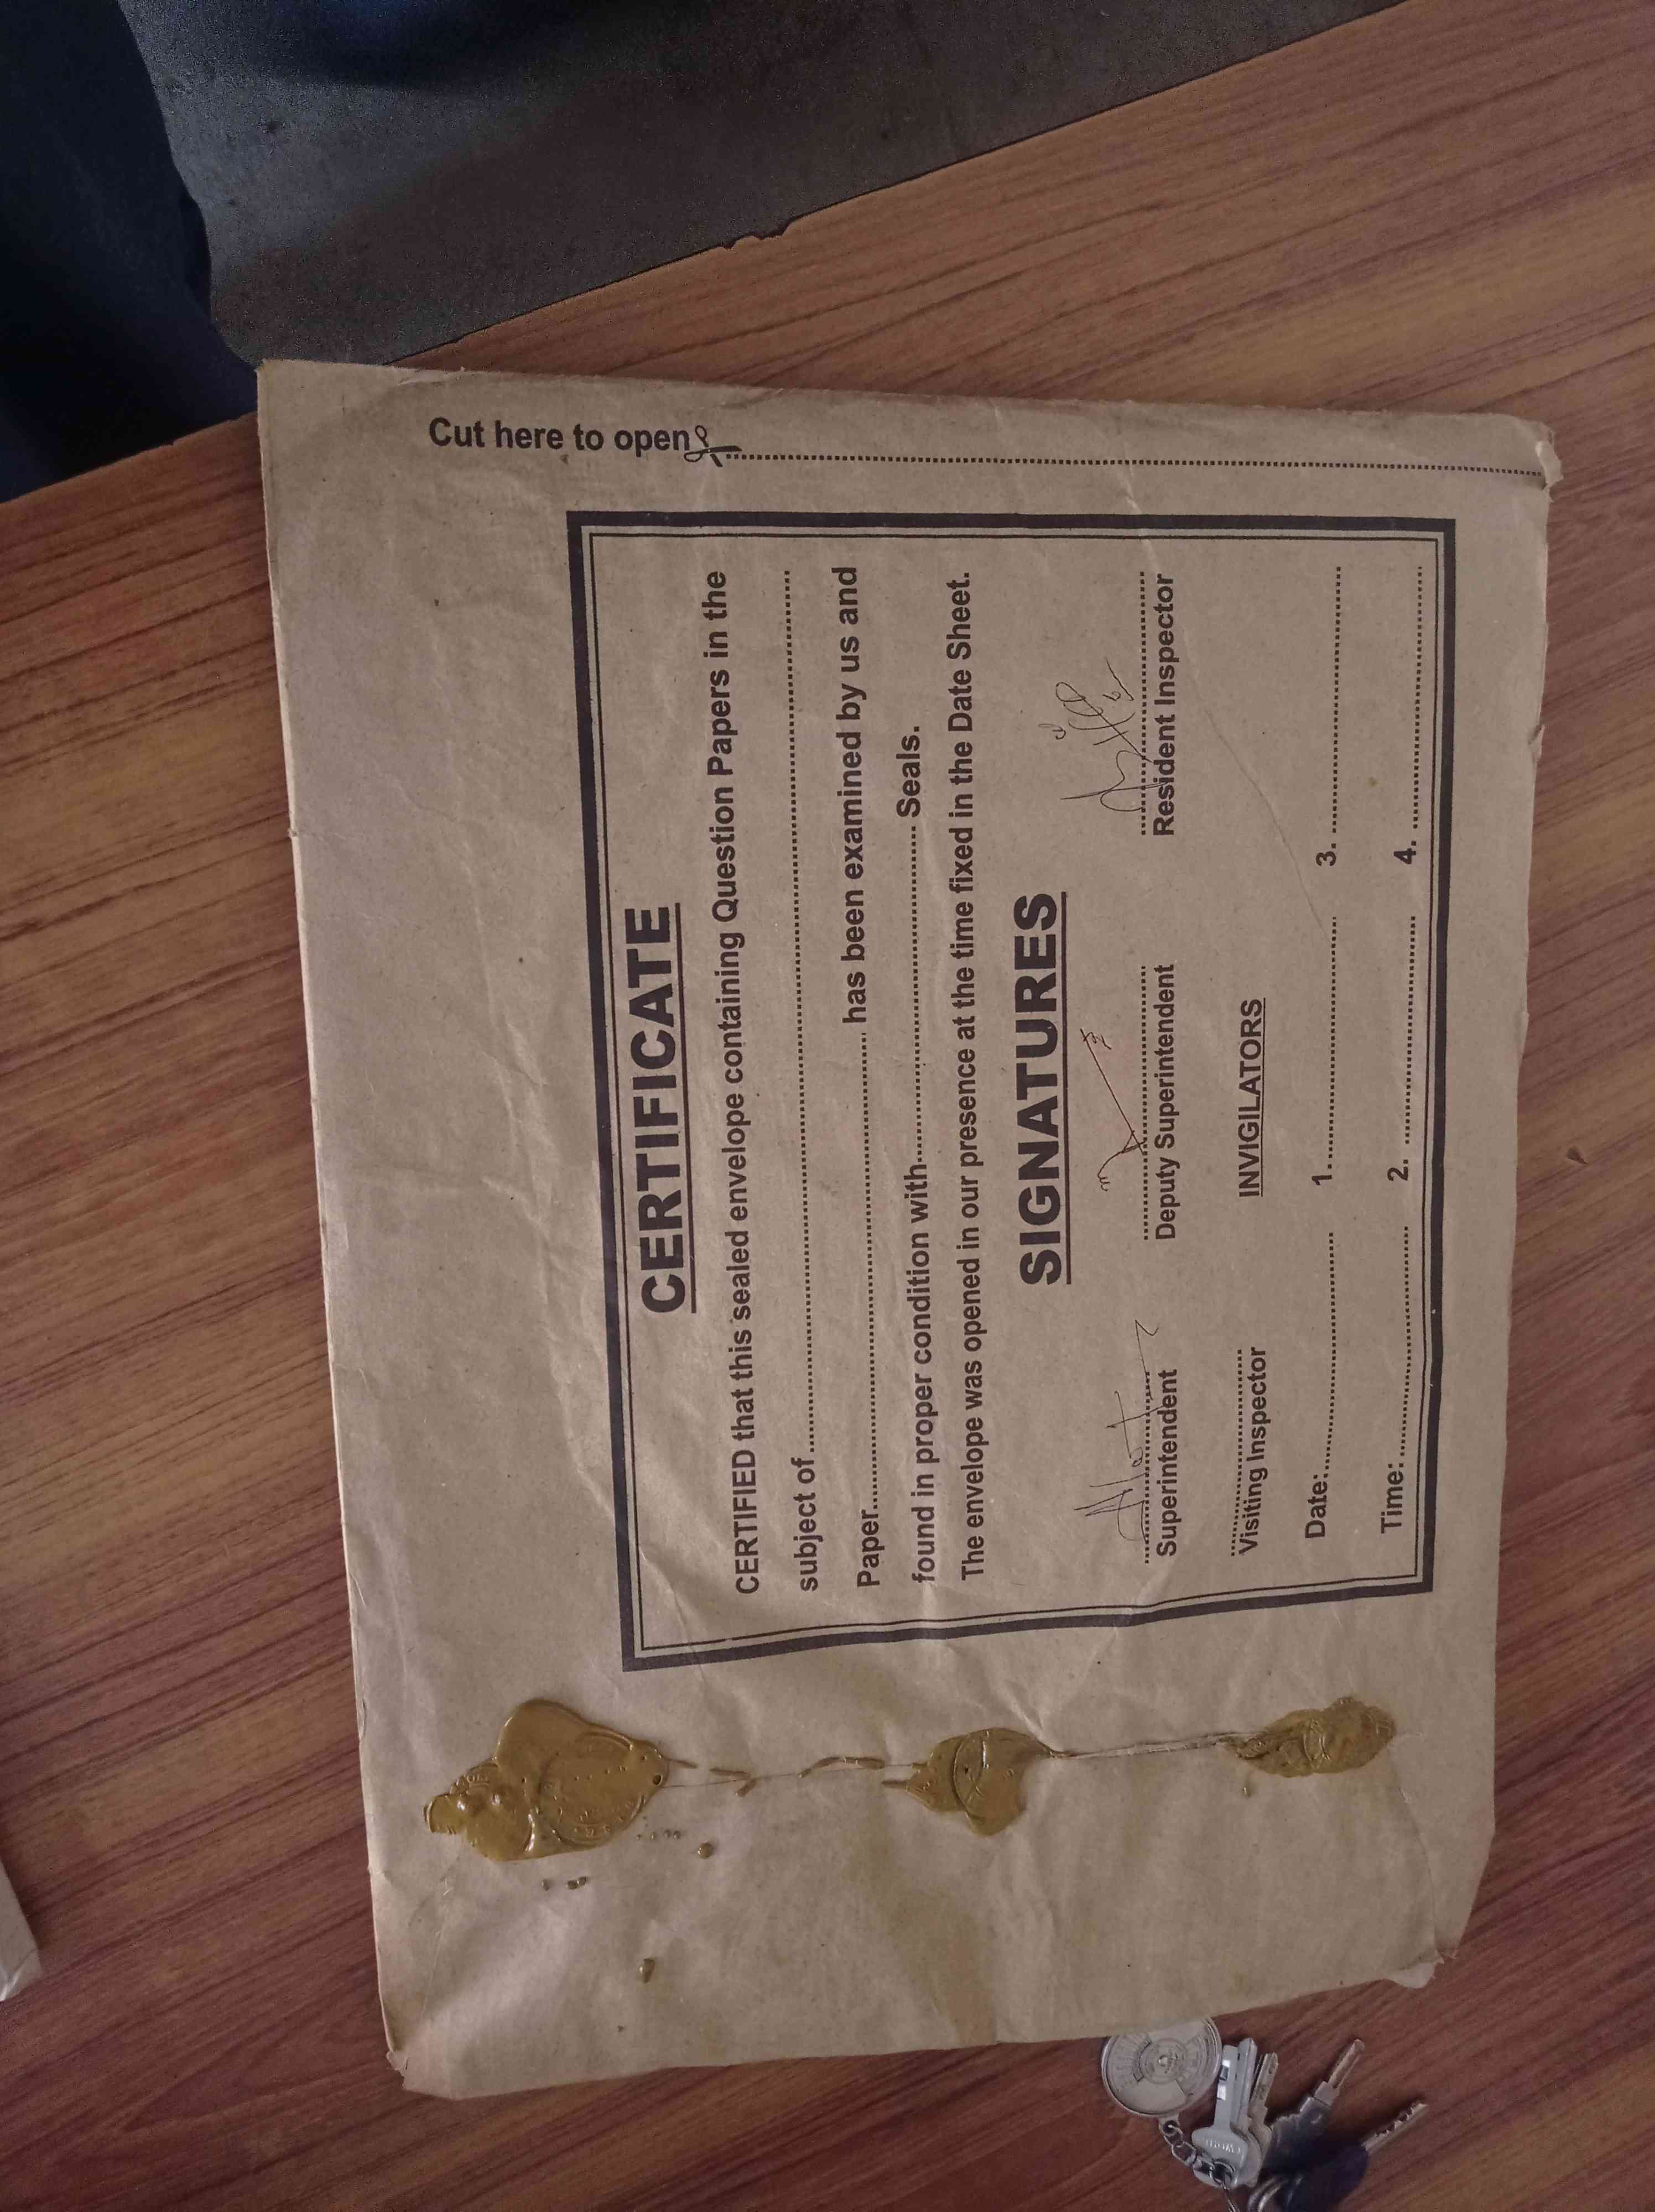 Cut here to open
CERTIFICATE
CERTIFIED that this sealed envelope containing Question Papers in the
subject of
Paper has been examined by us and
found in proper condition with Seals.
The envelope was opened in our presence at the time fixed in the Date Sheet.
SIGNATURES
Superintendent Deputy Superintendent Resident Inspector
Visiting Inspector INVIGILATORS
Date: 1. 3.
Time: 2. 4.